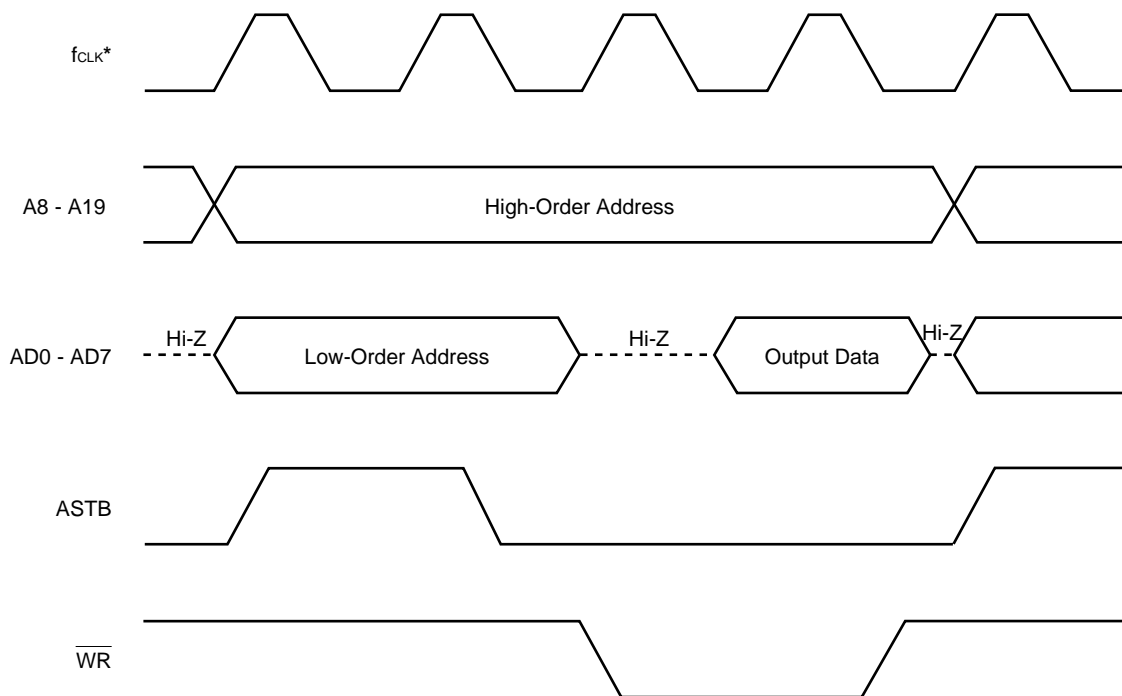 fCLK*
A8 - A19
High-Order Address
AD0 - AD7
Hi-Z
Low-Order Address
Hi-Z
Output Data
Hi-Z
ASTB
WR